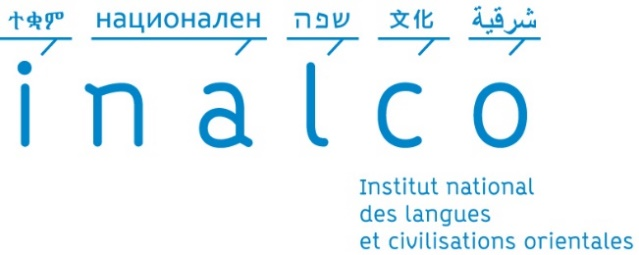 ተቋም национален שפה 文化 شرقية
inalco
Institut national
des langues
et civilisations orientales